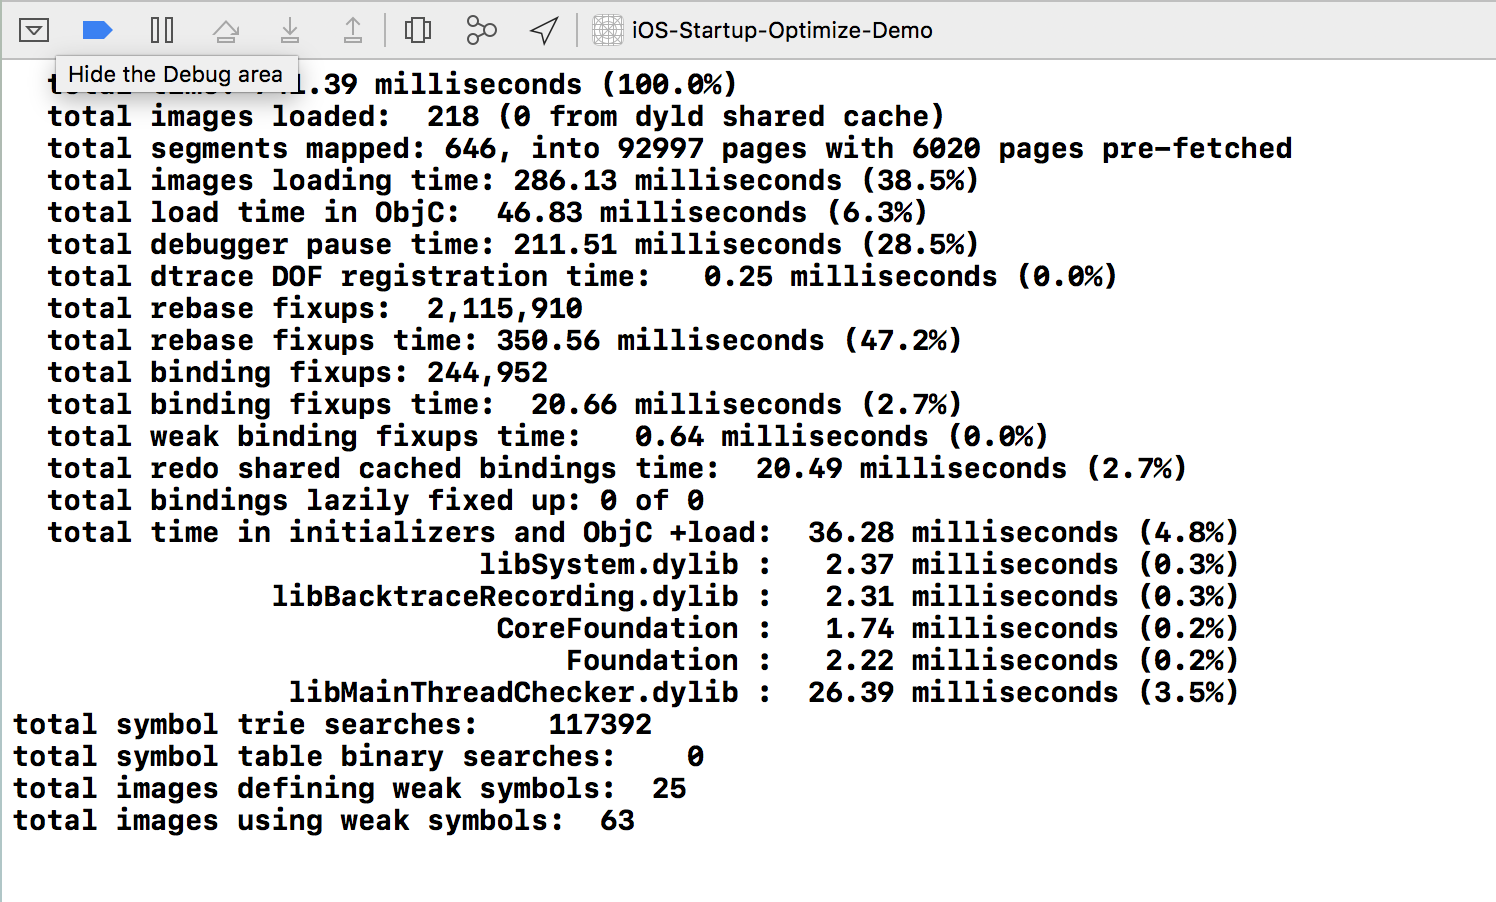 iOS-Startup-Optimize-Demo
Hide the Debug area
1.39 milliseconds (100.0%)
total images loaded:  218 (0 from dyld shared cache)
total segments mapped: 646, into 92997 pages with 6020 pages pre-fetched
total images loading time: 286.13 milliseconds (38.5%)
total load time in ObjC:  46.83 milliseconds (6.3%)
total debugger pause time: 211.51 milliseconds (28.5%)
total dtrace DOF registration time:   0.25 milliseconds (0.0%)
total rebase fixups:  2,115,910
total rebase fixups time: 350.56 milliseconds (47.2%)
total binding fixups: 244,952
total binding fixups time:  20.66 milliseconds (2.7%)
total weak binding fixups time:   0.64 milliseconds (0.0%)
total redo shared cached bindings time:  20.49 milliseconds (2.7%)
total bindings lazily fixed up: 0 of 0
total time in initializers and ObjC +load:  36.28 milliseconds (4.8%)
libSystem.dylib :   2.37 milliseconds (0.3%)
libBacktraceRecording.dylib :   2.31 milliseconds (0.3%)
CoreFoundation :   1.74 milliseconds (0.2%)
Foundation :   2.22 milliseconds (0.2%)
libMainThreadChecker.dylib :  26.39 milliseconds (3.5%)
total symbol trie searches:    117392
total symbol table binary searches:    0
total images defining weak symbols:  25
total images using weak symbols:  63